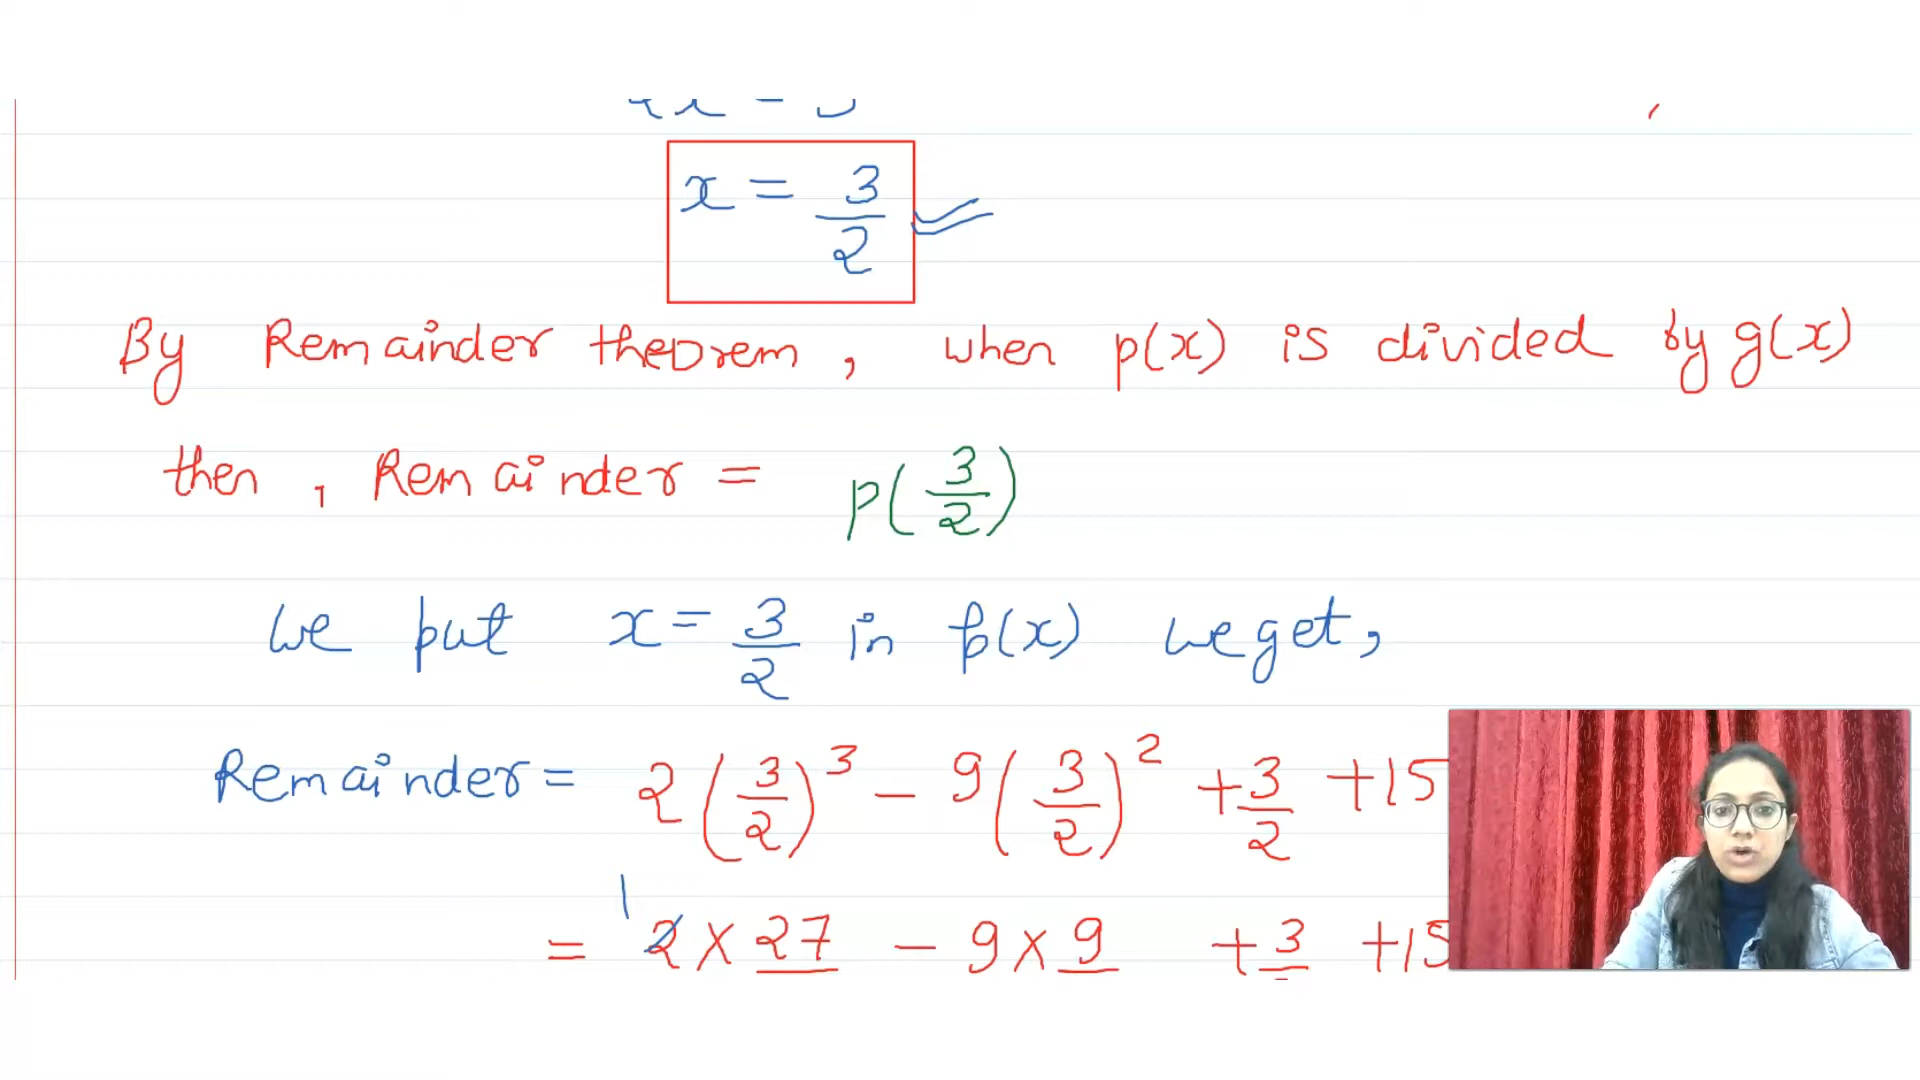 x = 3/2
By Remainder theorem, when p(x) is divided by g(x)
then, Remainder = p(3/2)
We put x = 3/2 in p(x) we get,
Remainder = 2(3/2)³ - 9(3/2)² + 3/2 + 15
1
= 2 × 27 - 9 × 9 + 3 + 15